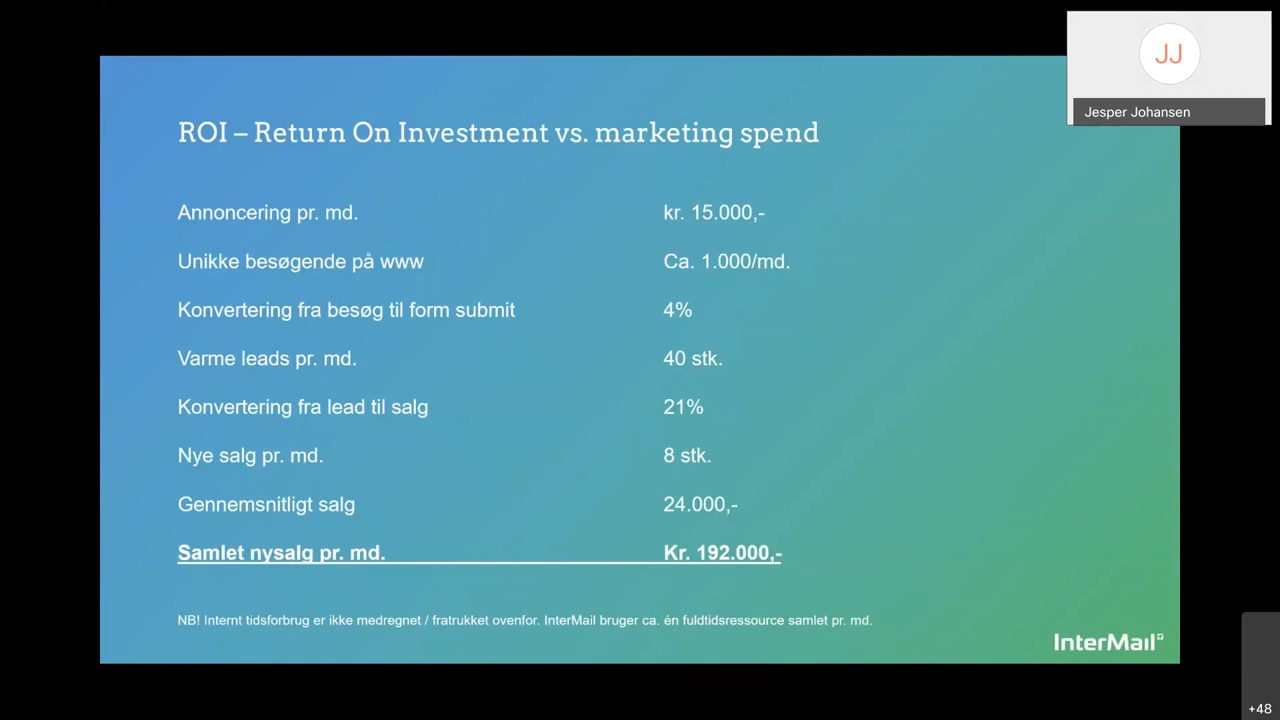 JJ
Jesper Johansen
ROI – Return On Investment vs. marketing spend
Annoncering pr. md. kr. 15.000,-
Unikke besøgende på www Ca. 1.000/md.
Konvertering fra besøg til form submit 4%
Varme leads pr. md. 40 stk.
Konvertering fra lead til salg 21%
Nye salg pr. md. 8 stk.
Gennemsnitligt salg 24.000,-
Samlet nysalg pr. md. Kr. 192.000,-
NB! Internt tidsforbrug er ikke medregnet / fratrukket ovenfor. InterMail bruger ca. én fuldtidsressource samlet pr. md.
InterMail
+48